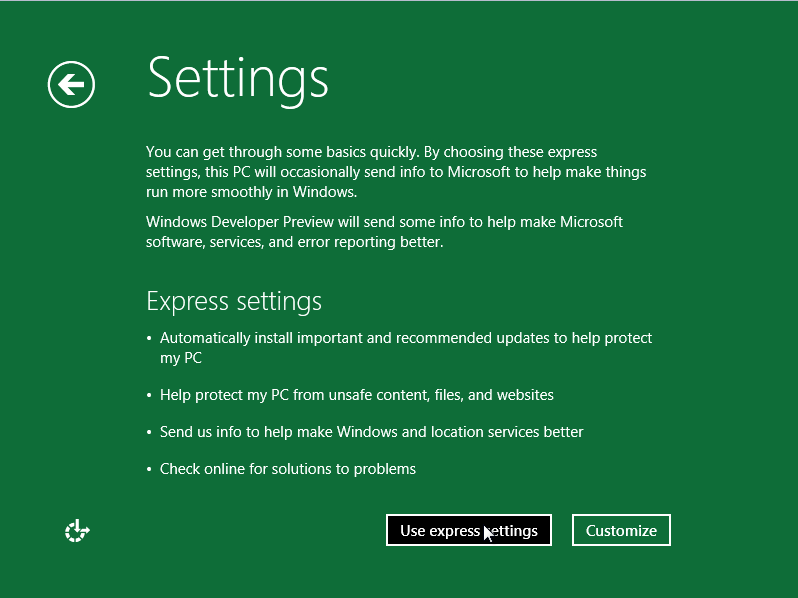 Settings
You can get through some basics quickly. By choosing these express
settings, this PC will occasionally send info to Microsoft to help make things
run more smoothly in Windows.
Windows Developer Preview will send some info to help make Microsoft
software, services, and error reporting better.
Express settings
• Automatically install important and recommended updates to help protect
my PC
• Help protect my PC from unsafe content, files, and websites
• Send us info to help make Windows and location services better
• Check online for solutions to problems
Use express settings
Customize